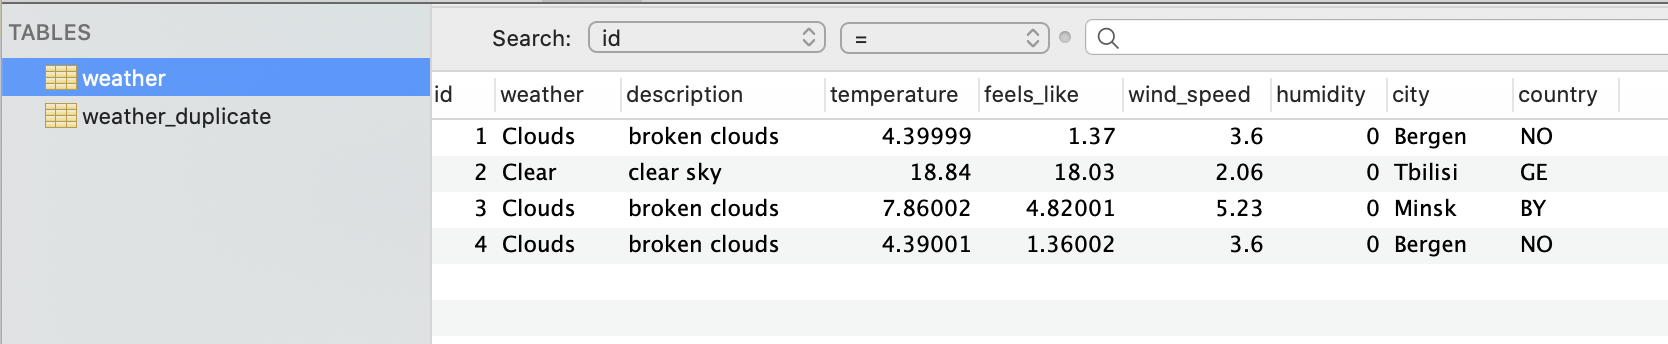 TABLES
weather
weather_duplicate
Search: id =
id weather description temperature feels_like wind_speed humidity city country
1 Clouds broken clouds 4.39999 1.37 3.6 0 Bergen NO
2 Clear clear sky 18.84 18.03 2.06 0 Tbilisi GE
3 Clouds broken clouds 7.86002 4.82001 5.23 0 Minsk BY
4 Clouds broken clouds 4.39001 1.36002 3.6 0 Bergen NO